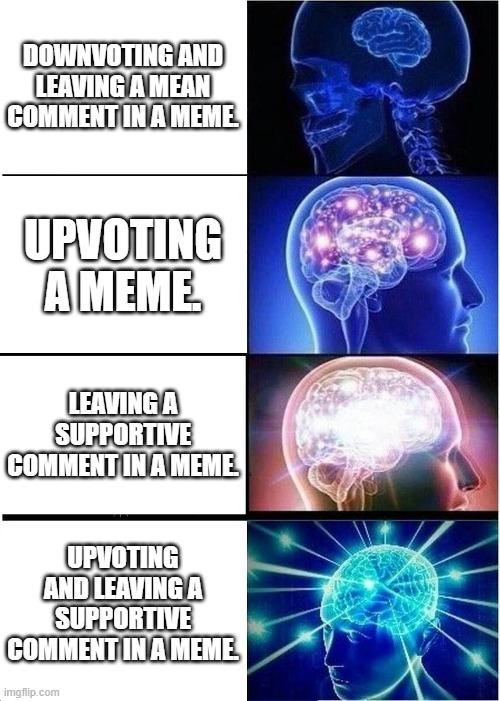 DOWNVOTING AND
LEAVING A MEAN
COMMENT IN A MEME.
UPVOTING
A MEME.
LEAVING A
SUPPORTIVE
COMMENT IN A MEME.
UPVOTING
AND LEAVING A
SUPPORTIVE
COMMENT IN A MEME.
imgflip.com